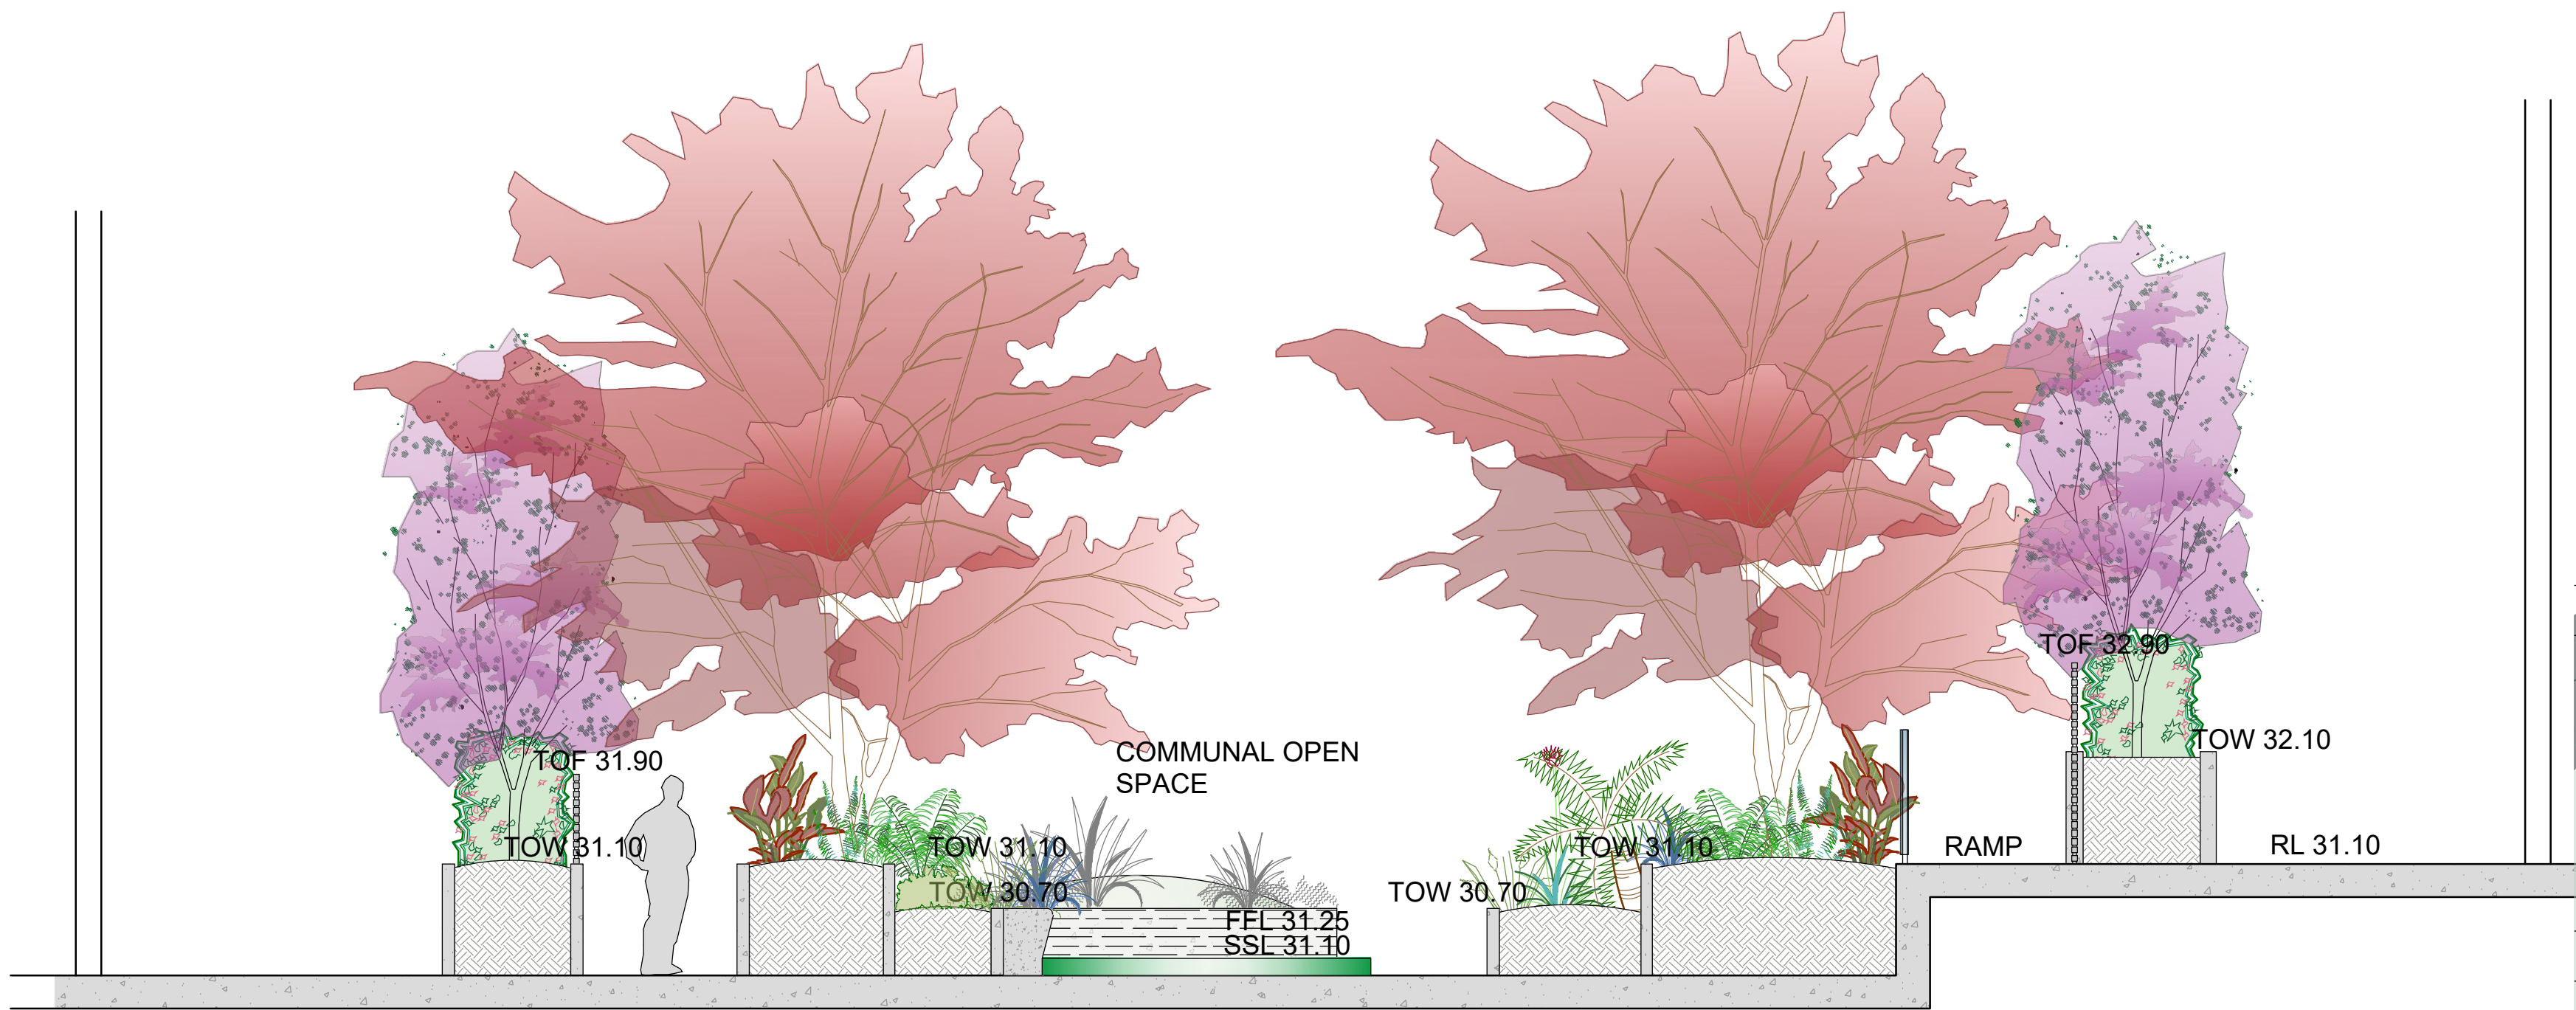 TOF 32.90
TOW 32.10
COMMUNAL OPEN
SPACE
TOF 31.90
TOW 31.10
TOW 31.10
TOW 31.10
RAMP
RL 31.10
TOW 30.70
TOW 30.70
FFL 31.25
SSL 31.10